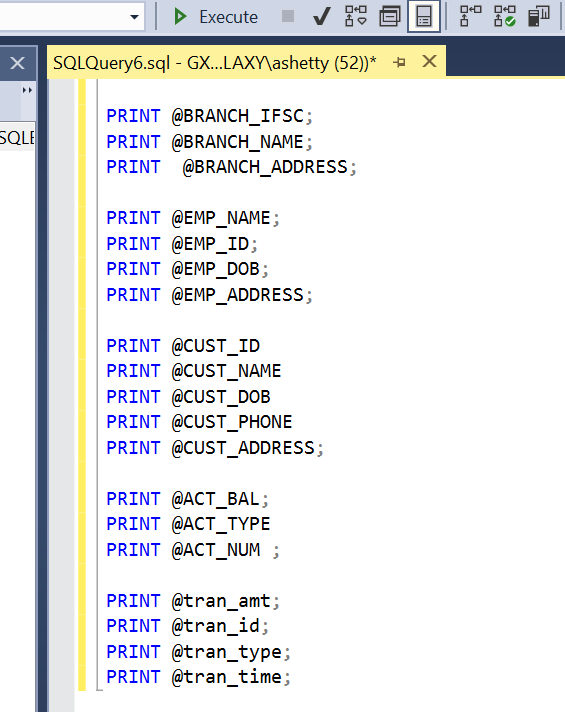 Execute
SQLQuery6.sql - GX...LAXY\ashetty (52))*
SQLE
PRINT @BRANCH_IFSC;
PRINT @BRANCH_NAME;
PRINT  @BRANCH_ADDRESS;
PRINT @EMP_NAME;
PRINT @EMP_ID;
PRINT @EMP_DOB;
PRINT @EMP_ADDRESS;
PRINT @CUST_ID
PRINT @CUST_NAME
PRINT @CUST_DOB
PRINT @CUST_PHONE
PRINT @CUST_ADDRESS;
PRINT @ACT_BAL;
PRINT @ACT_TYPE
PRINT @ACT_NUM ;
PRINT @tran_amt;
PRINT @tran_id;
PRINT @tran_type;
PRINT @tran_time;